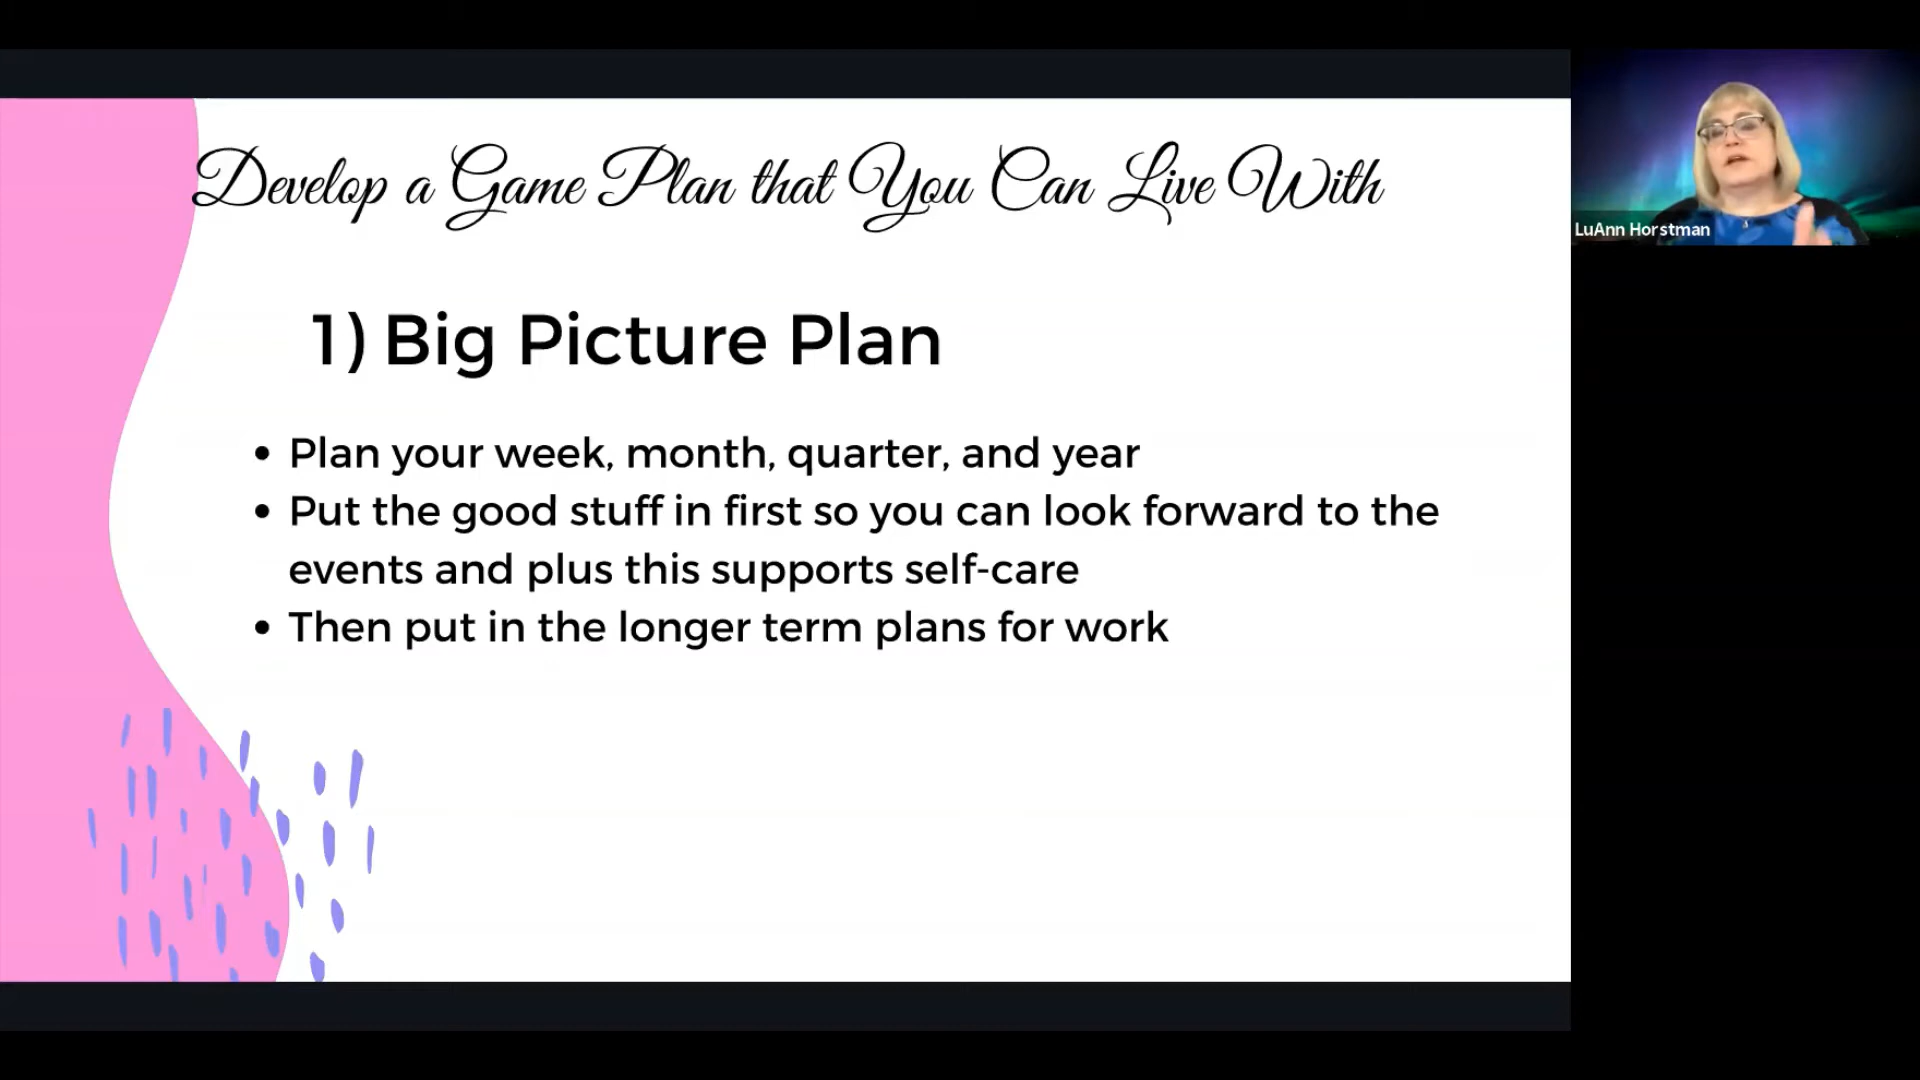 Develop a Game Plan that You Can Live With
LuAnn Horstman
1) Big Picture Plan
• Plan your week, month, quarter, and year
• Put the good stuff in first so you can look forward to the
events and plus this supports self-care
• Then put in the longer term plans for work